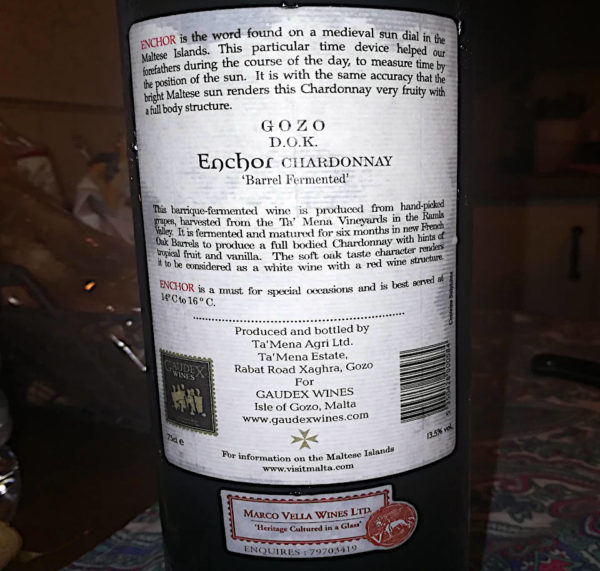 ENCHOR is the word found on a medieval sun dial in the
Maltese Islands. This particular time device helped our
forefathers during the course of the day, to measure time by
the position of the sun. It is with the same accuracy that the
bright Maltese sun renders this Chardonnay very fruity with
a full body structure.
GOZO
D.O.K.
Enchor CHARDONNAY
'Barrel Fermented'
This barrique-fermented wine is produced from hand-picked
grapes, harvested from the Ta' Mena Vineyards in the Ramla
Valley. It is fermented and matured for six months in new French
Oak Barrels to produce a full bodied Chardonnay with hints of
tropical fruit and vanilla. The soft oak taste character renders
it to be considered as a white wine with a red wine structure.
ENCHOR is a must for special occasions and is best served at
14° C to 16° C.
Produced and bottled by
Ta'Mena Agri Ltd.
Ta'Mena Estate,
Rabat Road Xaghra, Gozo
For
GAUDEX WINES
Isle of Gozo, Malta
www.gaudexwines.com
GAUDEX
WINES
75cl e
Contains Sulphites
13.5% vol.
For information on the Maltese Islands
www.visitmalta.com
MARCO VELLA WINES LTD.
'Heritage Cultured in a Glass'
ENQUIRES : 79703419